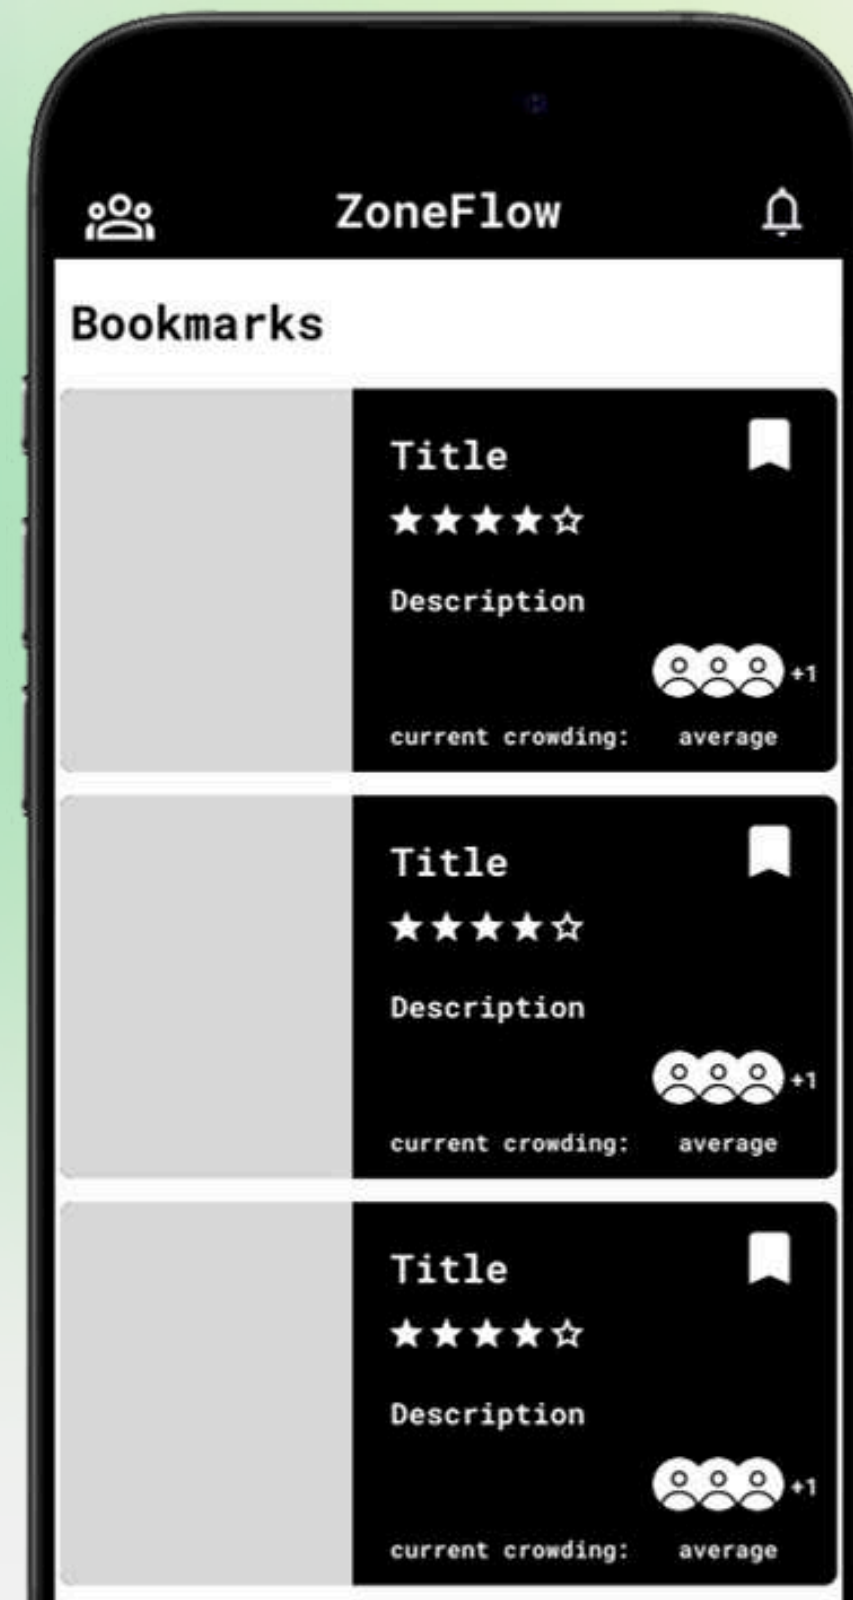 ZoneFlow
Bookmarks
Title
Description
+1
current crowding: average
Title
Description
+1
current crowding: average
Title
Description
+1
current crowding: average